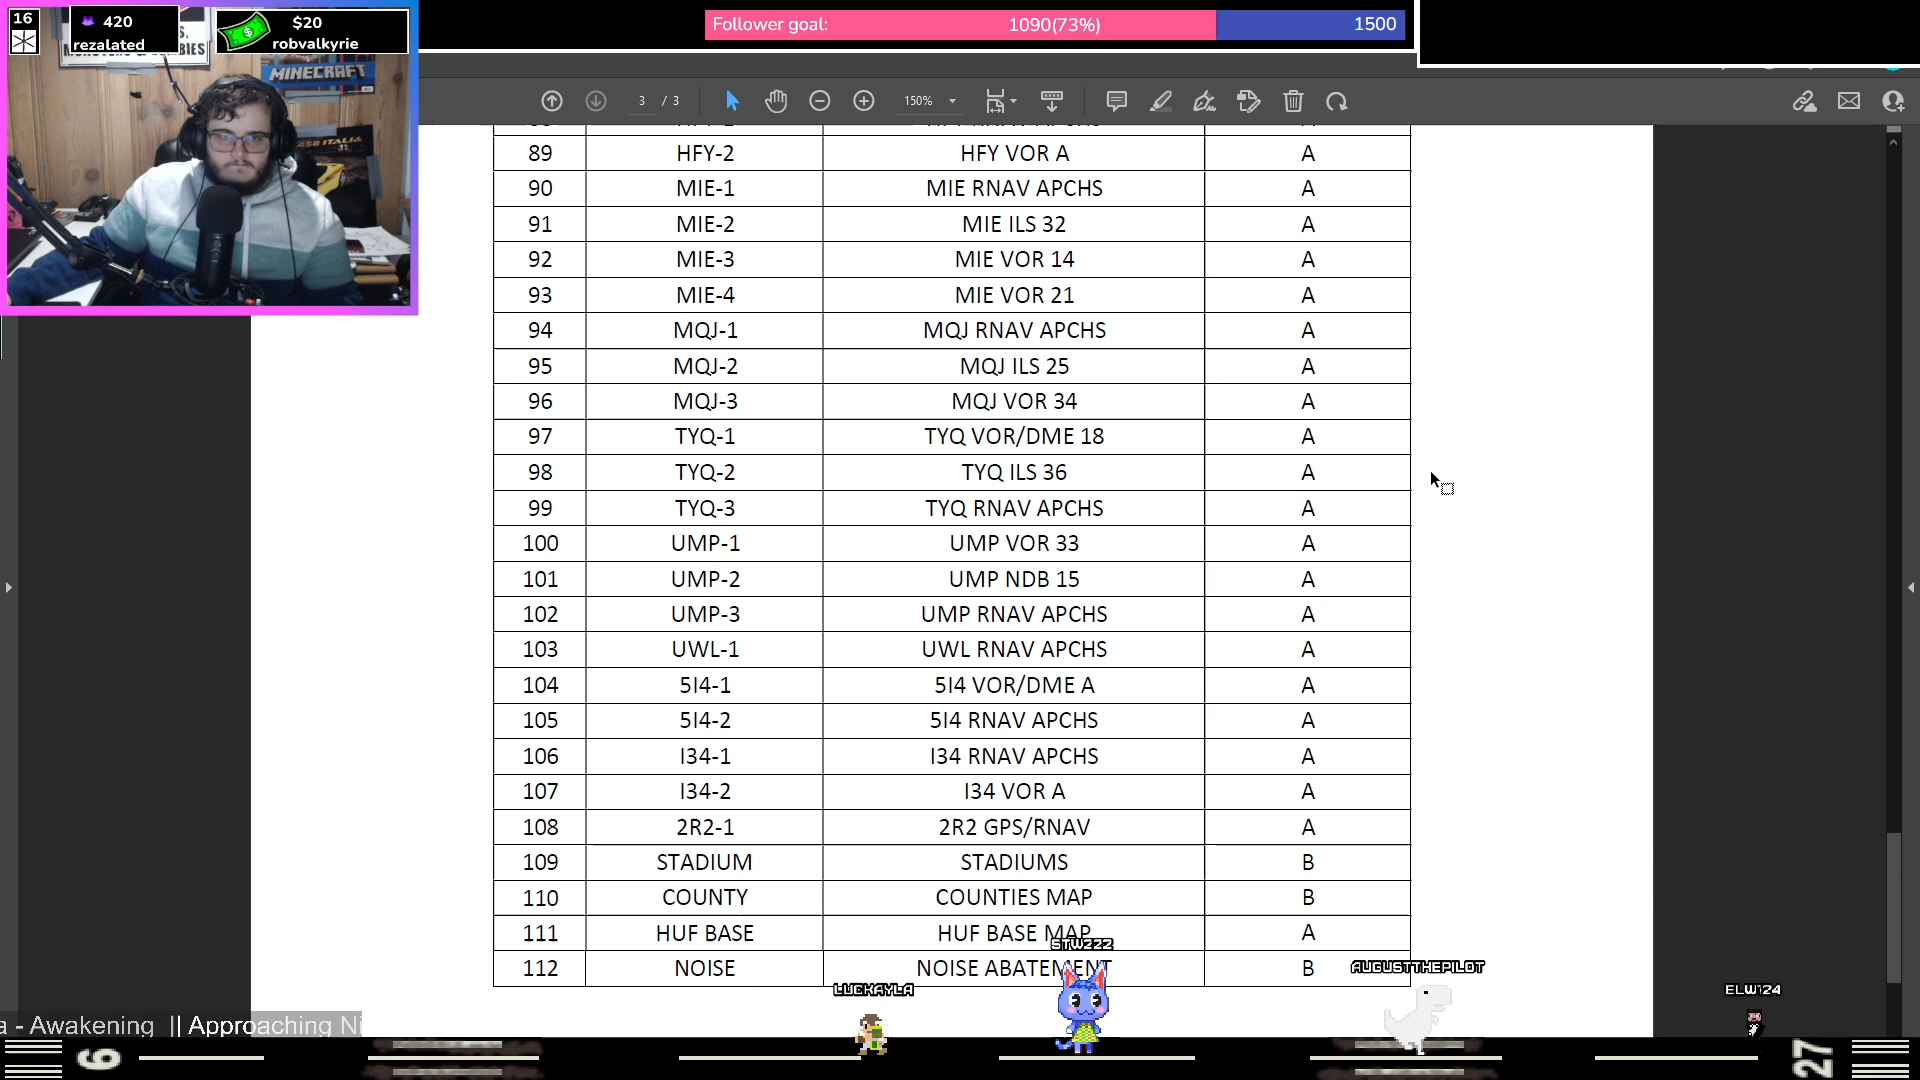 16
420
rezalated
$20
robvalkyrie
MINECRAFT
458 ITALIA
Follower goal: 1090(73%) 1500
3 / 3 150%
89 HFY-2 HFY VOR A A
90 MIE-1 MIE RNAV APCHS A
91 MIE-2 MIE ILS 32 A
92 MIE-3 MIE VOR 14 A
93 MIE-4 MIE VOR 21 A
94 MQJ-1 MQJ RNAV APCHS A
95 MQJ-2 MQJ ILS 25 A
96 MQJ-3 MQJ VOR 34 A
97 TYQ-1 TYQ VOR/DME 18 A
98 TYQ-2 TYQ ILS 36 A
99 TYQ-3 TYQ RNAV APCHS A
100 UMP-1 UMP VOR 33 A
101 UMP-2 UMP NDB 15 A
102 UMP-3 UMP RNAV APCHS A
103 UWL-1 UWL RNAV APCHS A
104 5I4-1 5I4 VOR/DME A A
105 5I4-2 5I4 RNAV APCHS A
106 I34-1 I34 RNAV APCHS A
107 I34-2 I34 VOR A A
108 2R2-1 2R2 GPS/RNAV A
109 STADIUM STADIUMS B
110 COUNTY COUNTIES MAP B
111 HUF BASE HUF BASE MAP A
112 NOISE NOISE ABATEMENT B
STWZZZ
AUGUSTTHEPILOT
LUCKAYLA
ELW124
a - Awakening || Approaching Ni
9
27